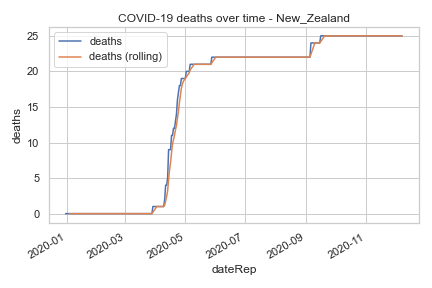 COVID-19 deaths over time - New_Zealand
deaths
deaths (rolling)
deaths
25
20
15
10
5
0
2020-01
2020-03
2020-05
2020-07
2020-09
2020-11
dateRep